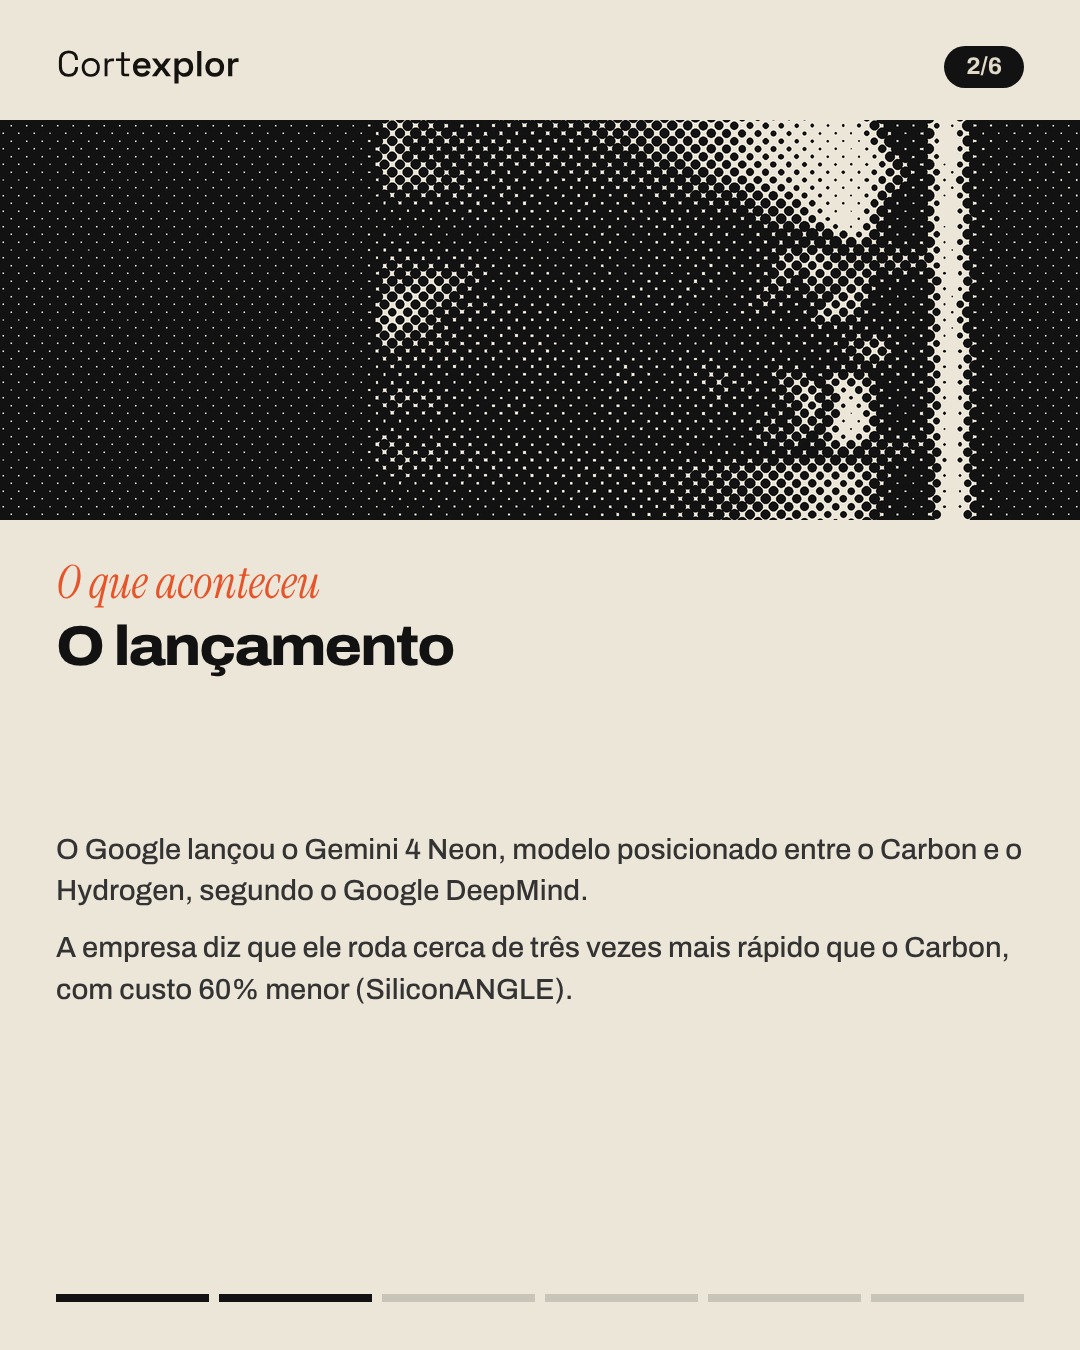 Cortexplor
2/6
O que aconteceu
O lançamento
O Google lançou o Gemini 4 Neon, modelo posicionado entre o Carbon e o
Hydrogen, segundo o Google DeepMind.
A empresa diz que ele roda cerca de três vezes mais rápido que o Carbon,
com custo 60% menor (SiliconANGLE).